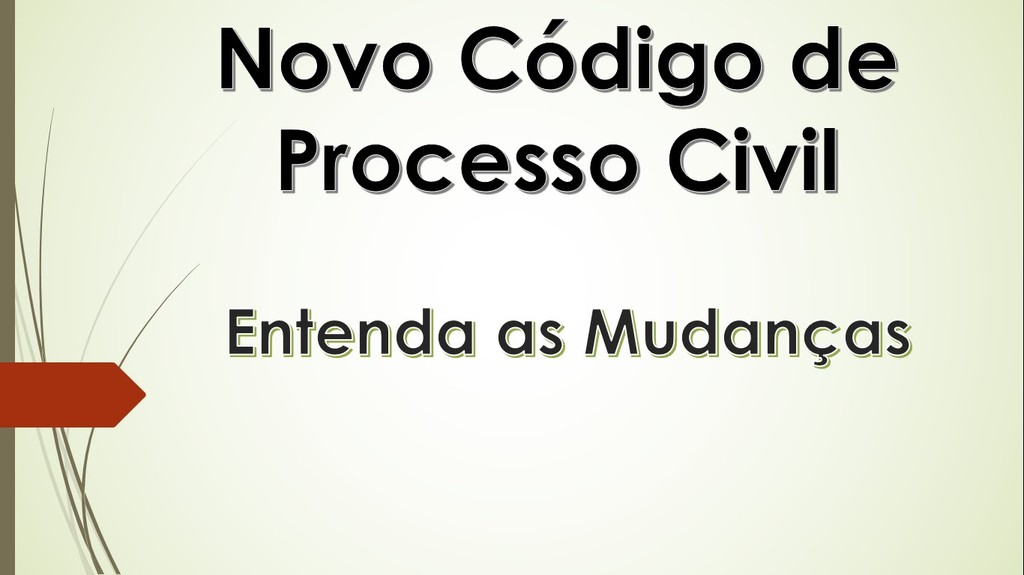 Novo Código de
Processo Civil
Entenda as Mudanças